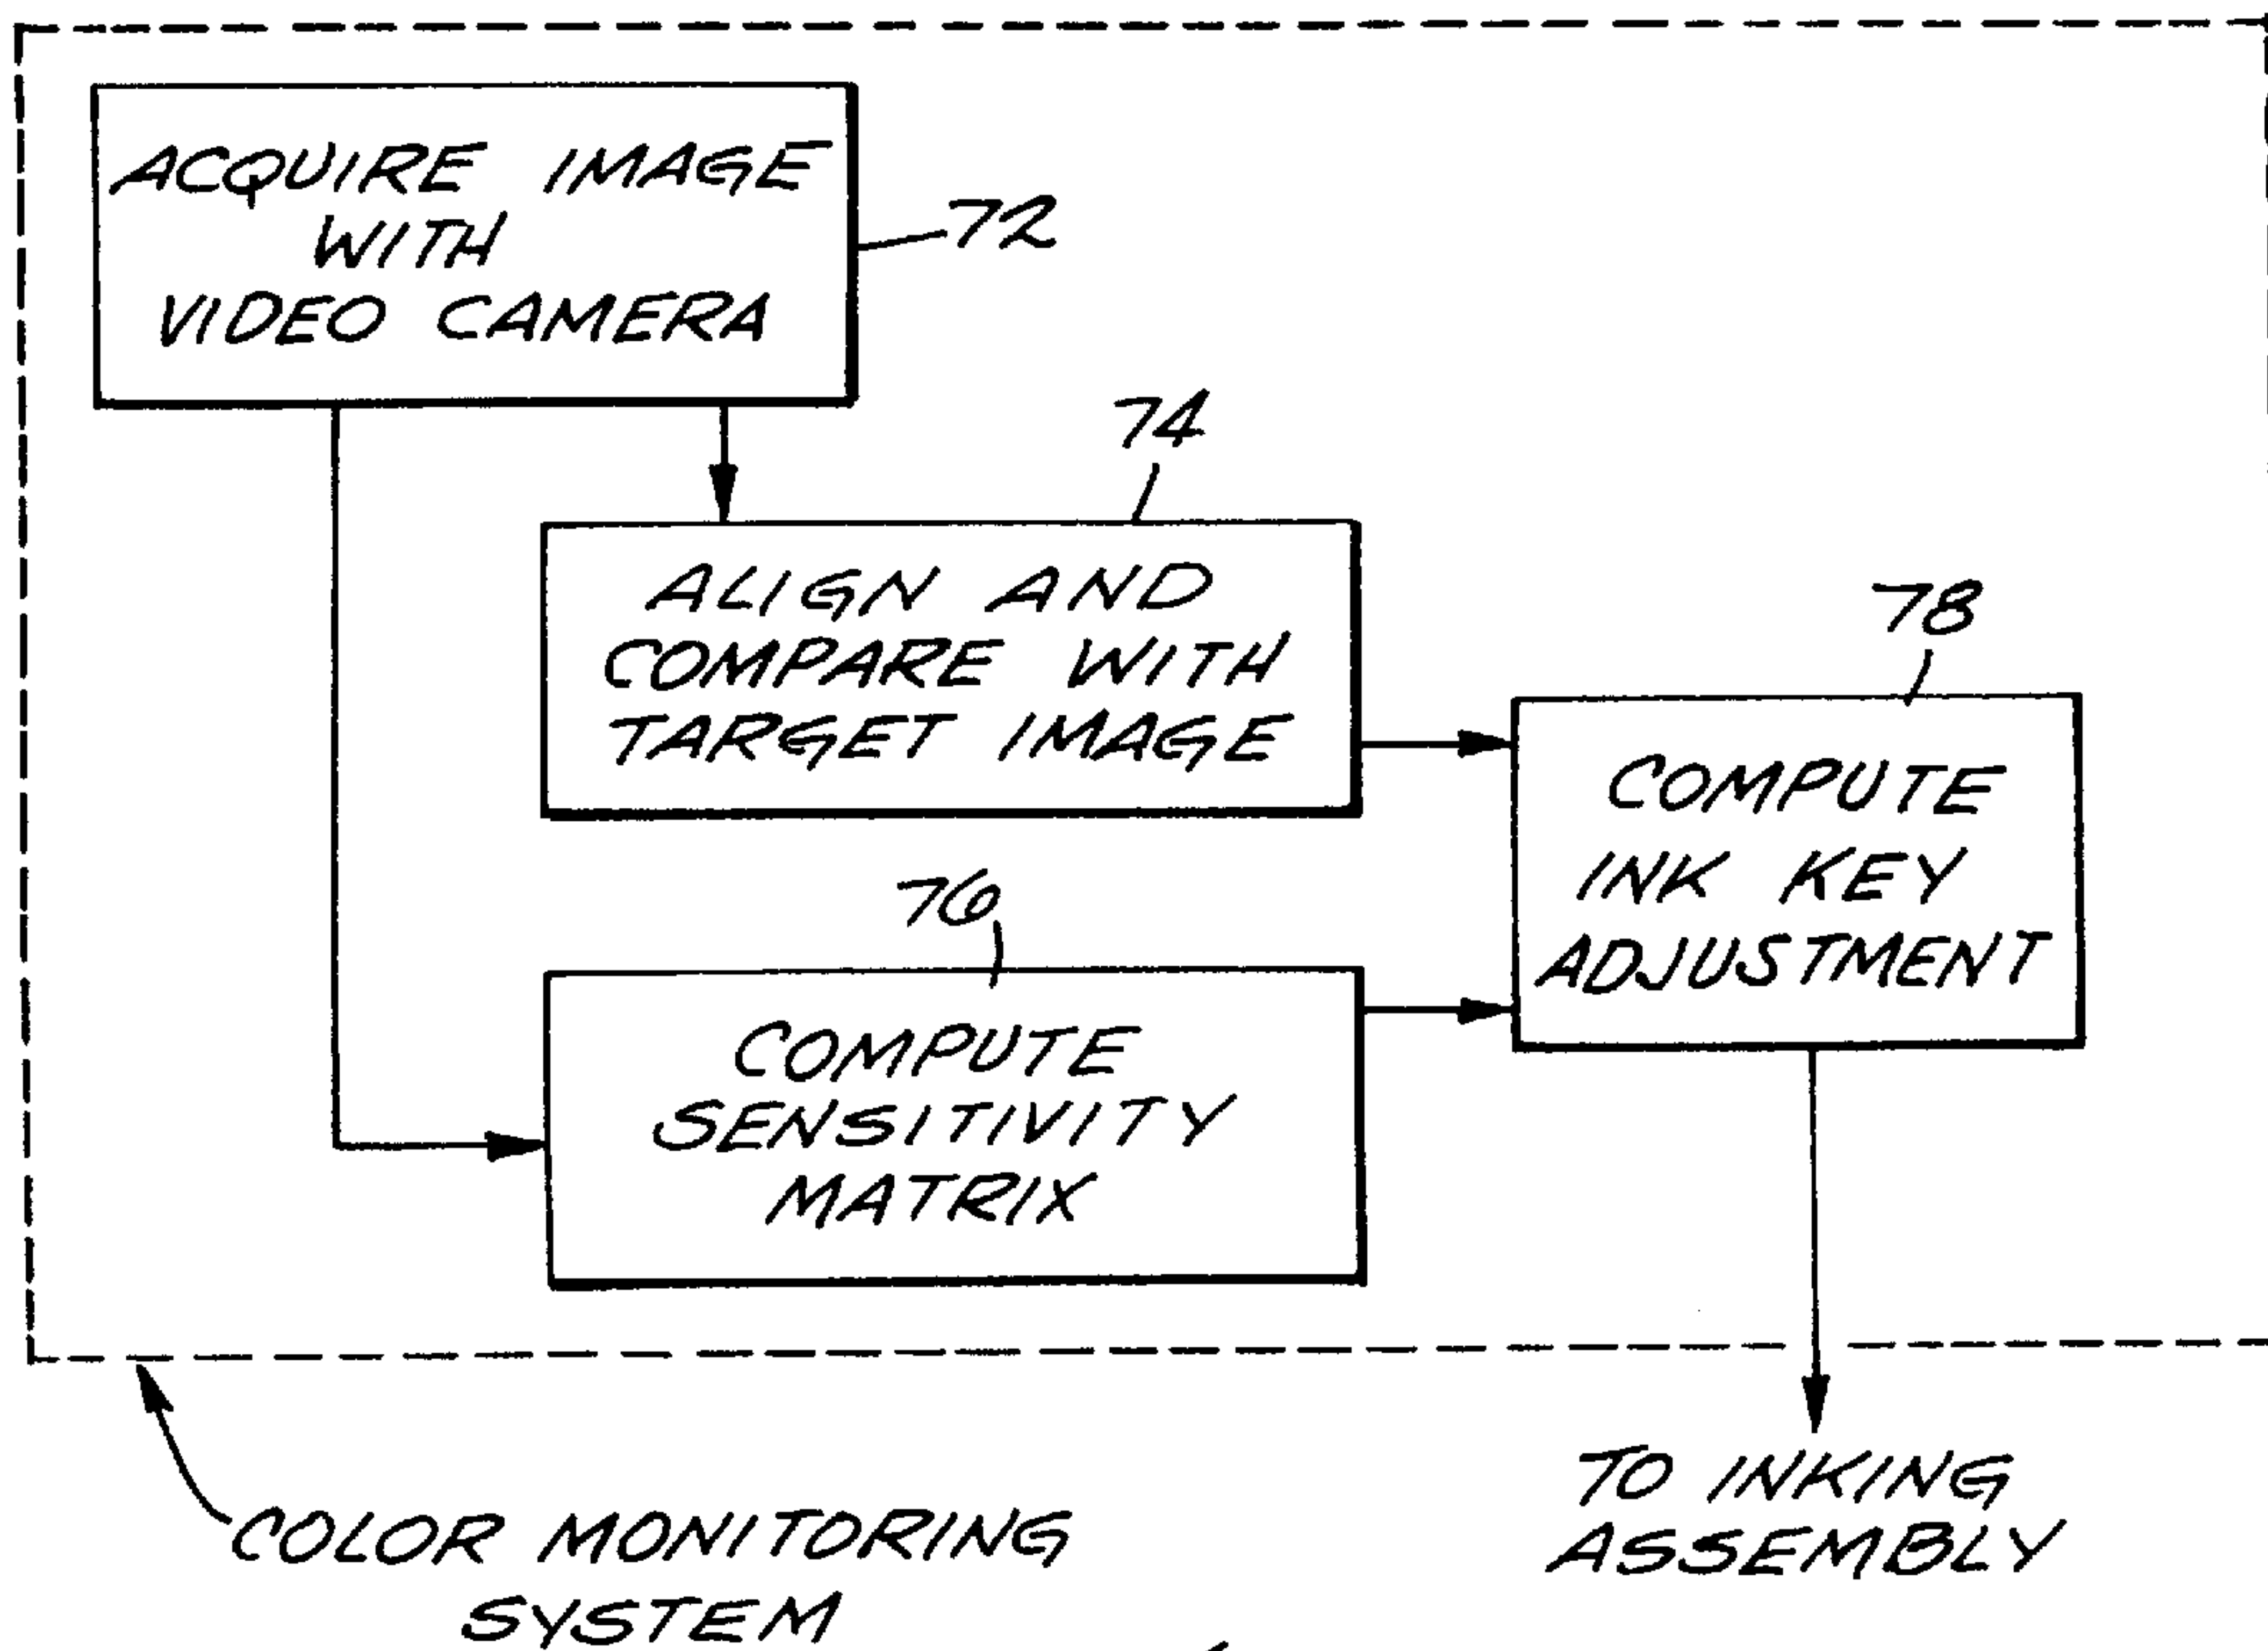 ACQUIRE IMAGE
WITH
VIDEO CAMERA
72
74
ALIGN AND
COMPARE WITH
TARGET IMAGE
78
COMPUTE
INK KEY
ADJUSTMENT
76
COMPUTE
SENSITIVITY
MATRIX
TO INKING
ASSEMBLY
COLOR MONITORING
SYSTEM